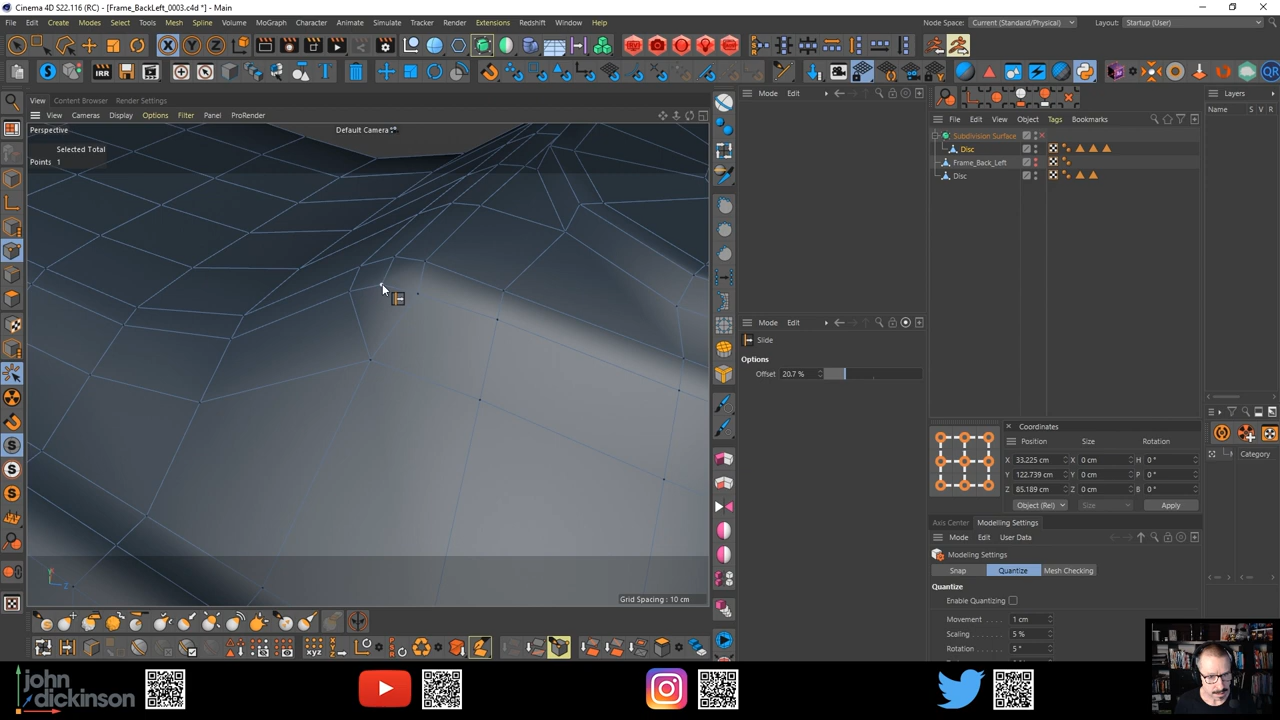 Cinema 4D S22.116 (RC) - [Frame_BackLeft_0003.c4d *] - Main
File Edit Create Modes Select Tools Mesh Spline Volume MoGraph Character Animate Simulate Tracker Render Extensions Redshift Window Help
Node Space: Current (Standard/Physical) Layout: Startup (User)
X Y Z
IRR QR
View Content Browser Render Settings
View Cameras Display Options Filter Panel ProRender
Perspective Default Camera
Selected Total
Points 1
Grid Spacing : 10 cm
Mode Edit
Mode Edit
Slide
Options
Offset 20.7 %
File Edit View Object Tags Bookmarks
Subdivision Surface
Disc
Frame_Back_Left
Disc
Layers
Name S V R
Category
Coordinates
Position Size Rotation
X 33.225 cm X 0 cm H 0 °
Y 122.739 cm Y 0 cm P 0 °
Z 85.189 cm Z 0 cm B 0 °
Object (Rel) Size Apply
Axis Center Modelling Settings
Mode Edit User Data
Modeling Settings
Snap Quantize Mesh Checking
Quantize
Enable Quantizing
Movement 1 cm
Scaling 5 %
Rotation 5 °
XYZ
john
dickinson